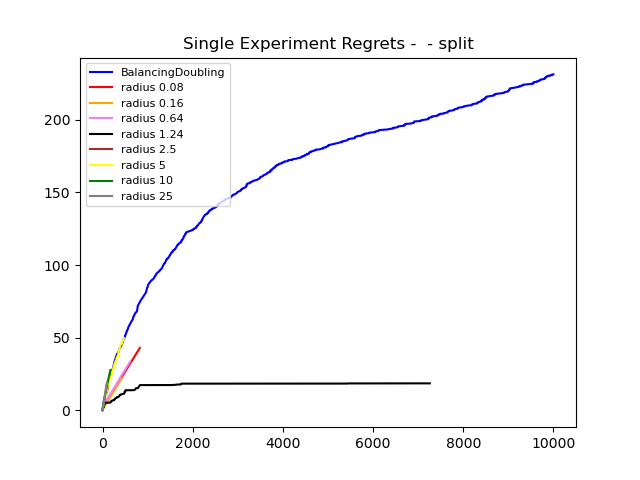 Single Experiment Regrets -  - split
BalancingDoubling
radius 0.08
radius 0.16
radius 0.64
radius 1.24
radius 2.5
radius 5
radius 10
radius 25
200
150
100
50
0
0 2000 4000 6000 8000 10000